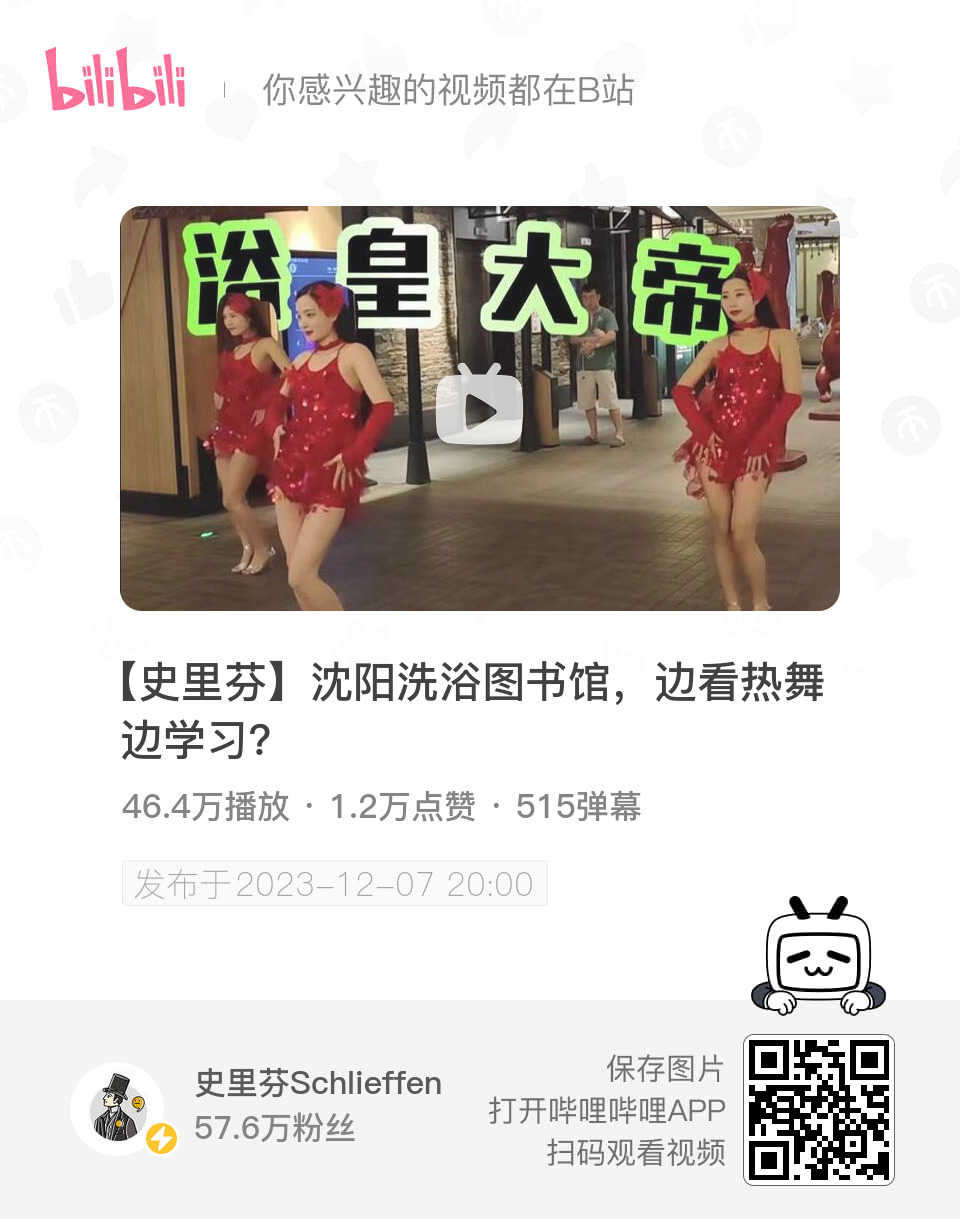 bilibili
你感兴趣的视频都在B站
浴皇大帝
【史里芬】沈阳洗浴图书馆，边看热舞
边学习?
46.4万播放 · 1.2万点赞 · 515弹幕
发布于2023-12-07 20:00
史里芬Schlieffen
57.6万粉丝
保存图片
打开哔哩哔哩APP
扫码观看视频